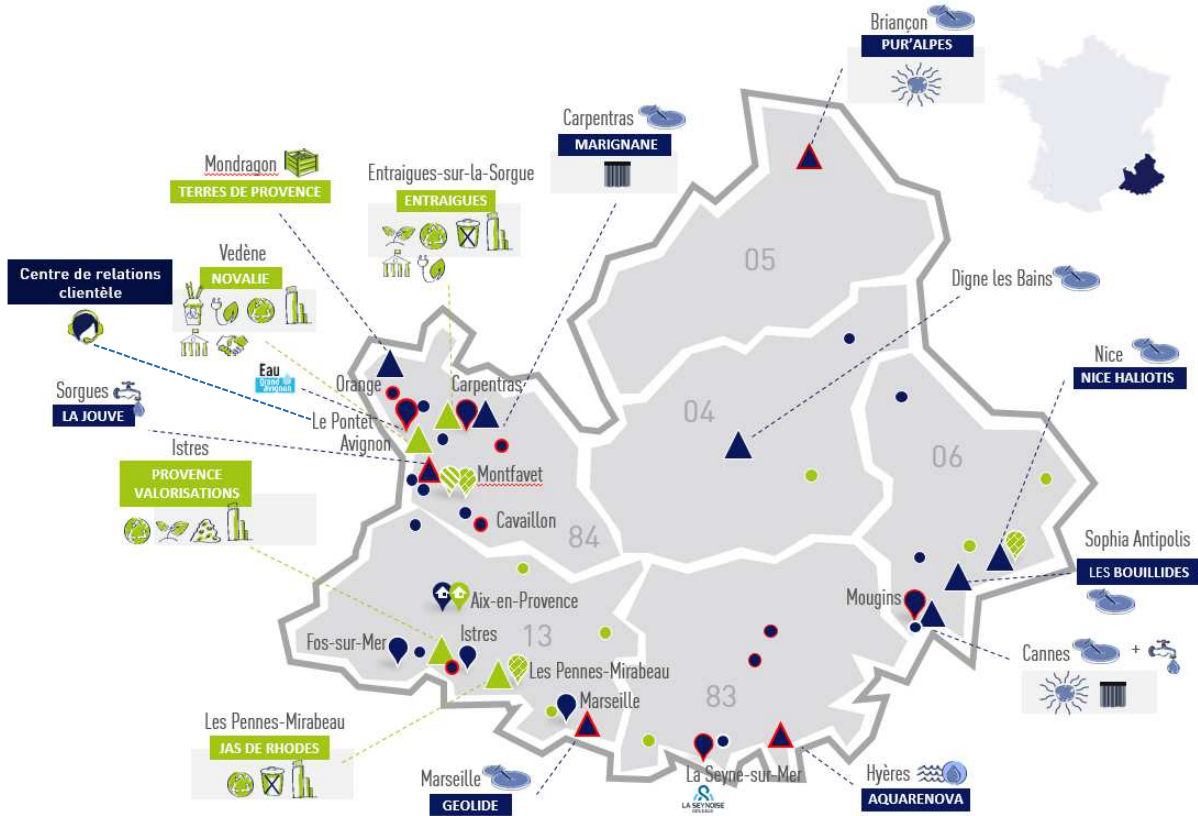 Briançon
PUR'ALPES
Carpentras
MARIGNANE
Mondragon
TERRES DE PROVENCE
Entraigues-sur-la-Sorgue
ENTRAIGUES
Vedène
NOVALIE
Centre de relations
clientèle
05
Digne les Bains
Eau
Grand
Avignon
Nice
NICE HALIOTIS
Sorgues
LA JOUVE
Orange
Carpentras
04
Le Pontet-
Avignon
06
Istres
PROVENCE
VALORISATIONS
Montfavet
Cavaillon
84
Sophia Antipolis
LES BOUILLIDES
Mougins
Aix-en-Provence
13
Istres
Fos-sur-Mer
Cannes
+
Les Pennes-Mirabeau
83
Marseille
Les Pennes-Mirabeau
JAS DE RHODES
Marseille
GEOLIDE
La Seyne-sur-Mer
LA SEYNOISE
DES EAUX
Hyères
AQUARENOVA